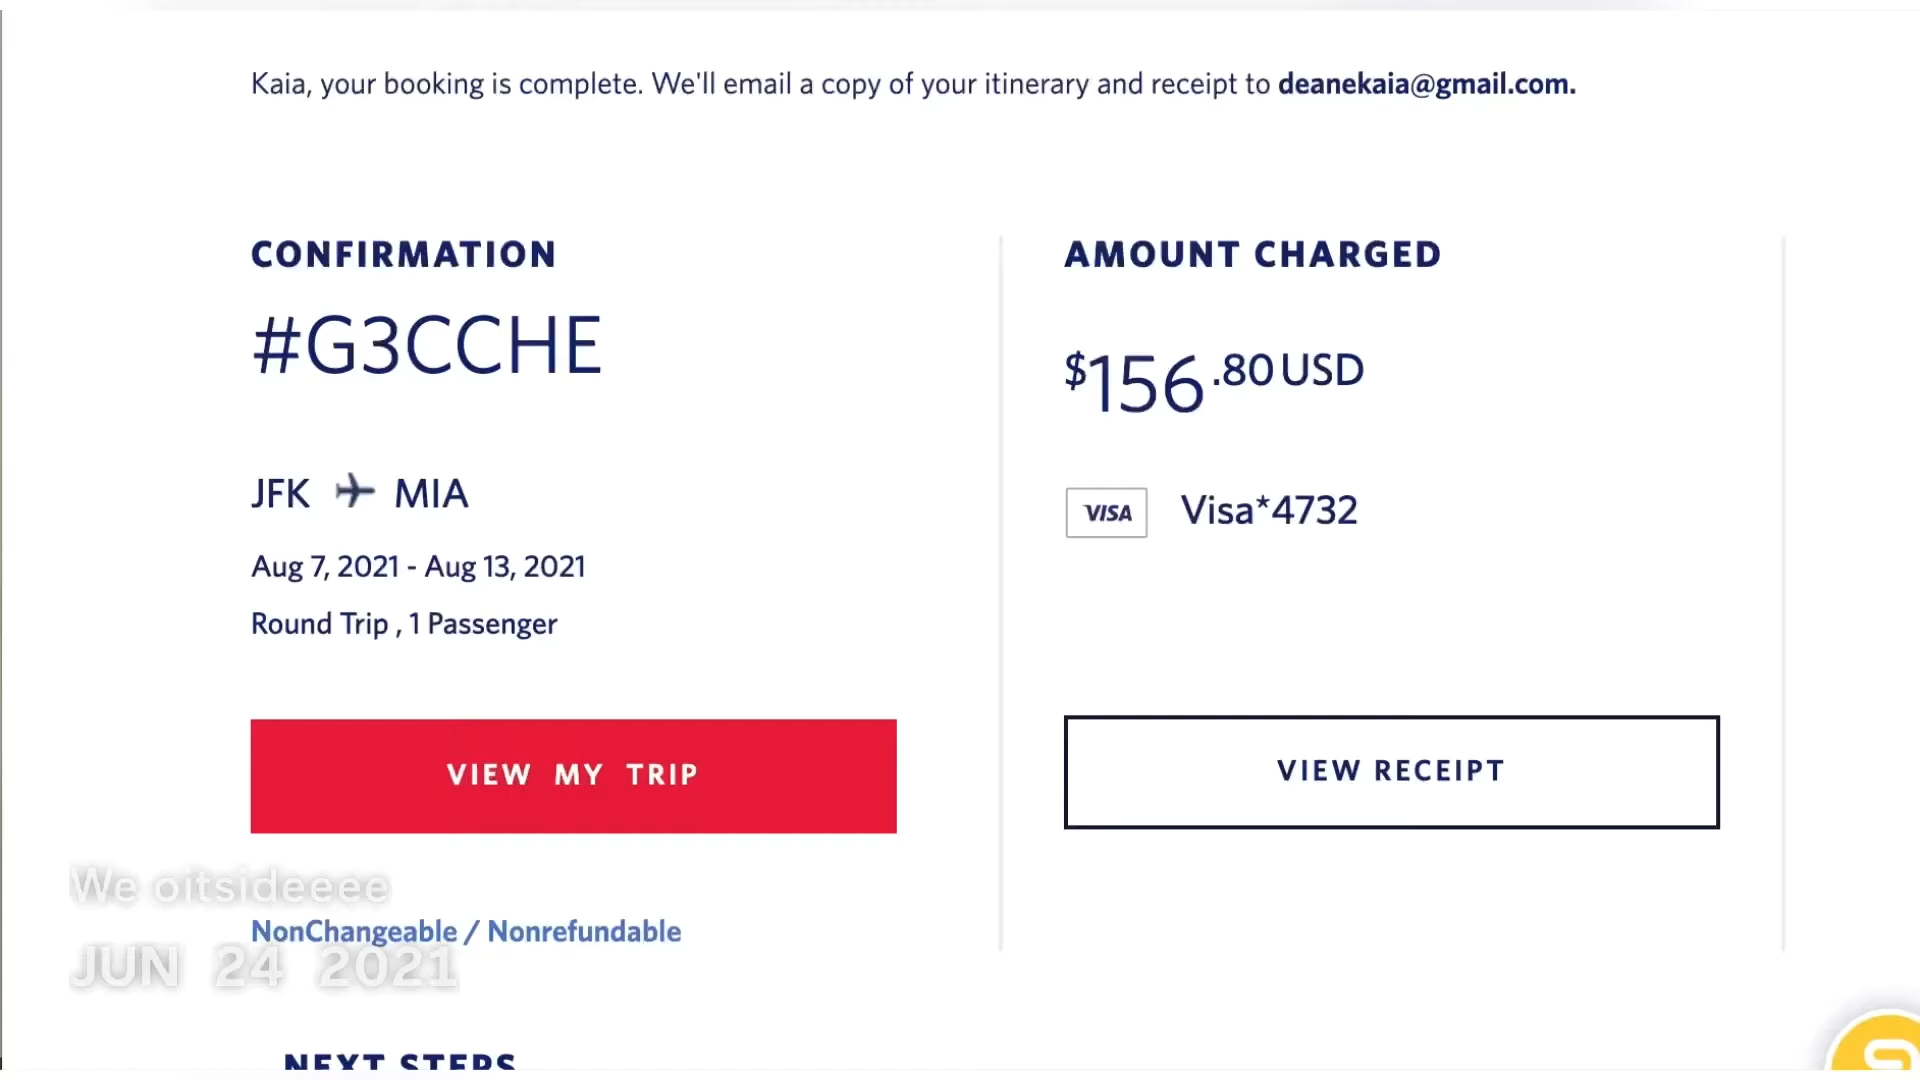 Kaia, your booking is complete. We'll email a copy of your itinerary and receipt to deanekaia@gmail.com.
CONFIRMATION
#G3CCHE
JFK MIA
Aug 7, 2021 - Aug 13, 2021
Round Trip , 1 Passenger
VIEW MY TRIP
NonChangeable / Nonrefundable
AMOUNT CHARGED
$156.80 USD
VISA Visa*4732
VIEW RECEIPT
We oitsideeee
JUN 24 2021
NEXT STEPS